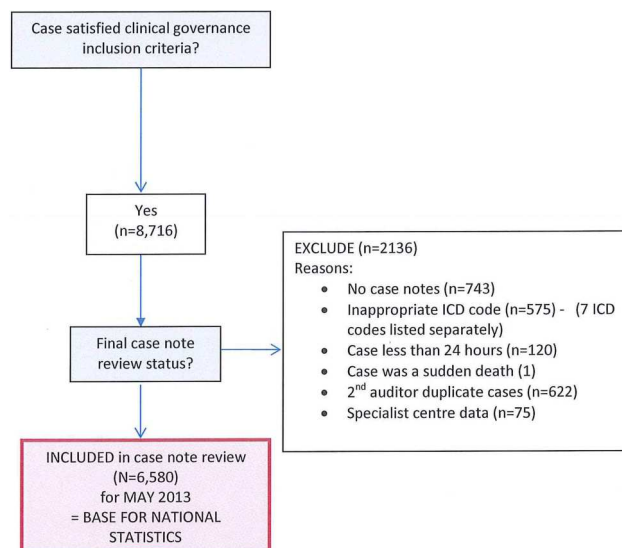 Case satisfied clinical governance
inclusion criteria?
Yes
(n=8,716)
EXCLUDE (n=2136)
Reasons:
• No case notes (n=743)
• Inappropriate ICD code (n=575) - (7 ICD
codes listed separately)
• Case less than 24 hours (n=120)
• Case was a sudden death (1)
• 2nd auditor duplicate cases (n=622)
• Specialist centre data (n=75)
Final case note
review status?
INCLUDED in case note review
(N=6,580)
for MAY 2013
= BASE FOR NATIONAL
STATISTICS